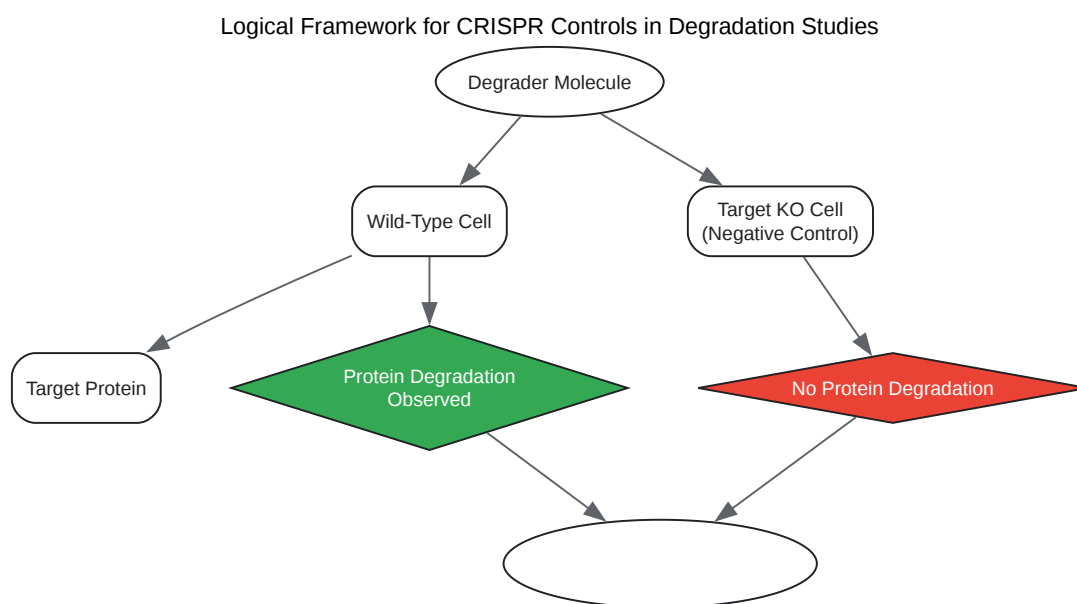 Logical Framework for CRISPR Controls in Degradation Studies
Degrader Molecule
Wild-Type Cell
Target KO Cell
(Negative Control)
Target Protein
Protein Degradation
Observed
No Protein Degradation